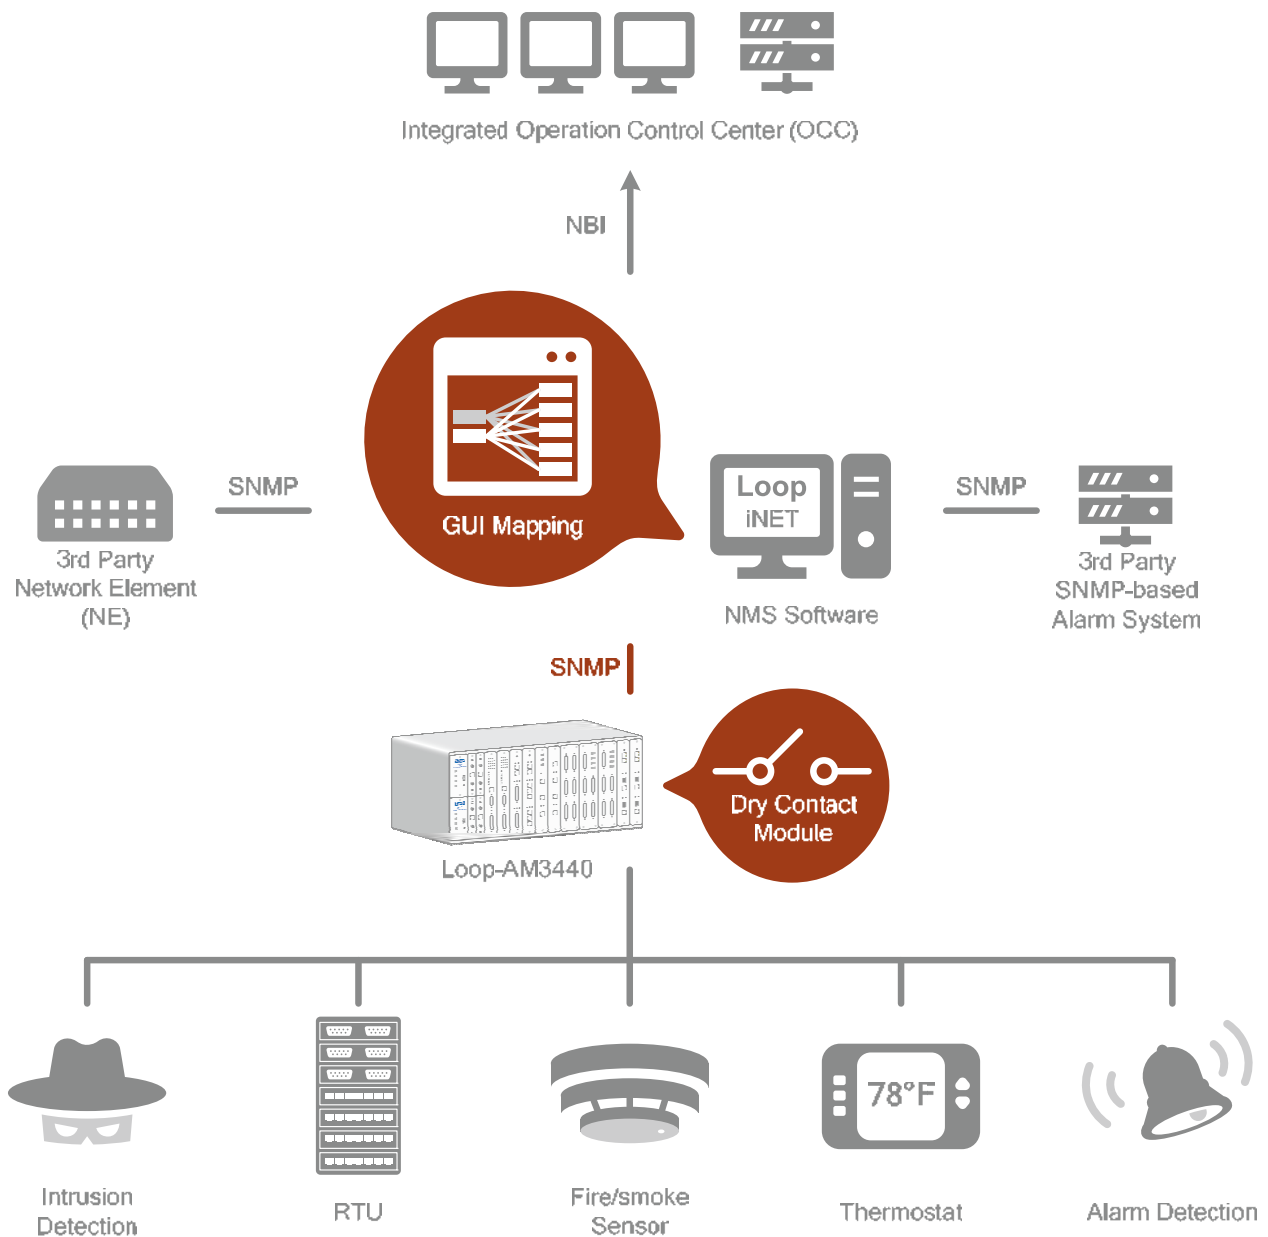 Integrated Operation Control Center (OCC)
NBI
GUI Mapping
SNMP
3rd Party
Network Element
(NE)
Loop
iNET
NMS Software
SNMP
3rd Party
SNMP-based
Alarm System
SNMP
Loop-AM3440
Dry Contact
Module
Intrusion
Detection
RTU
Fire/smoke
Sensor
78°F
Thermostat
Alarm Detection